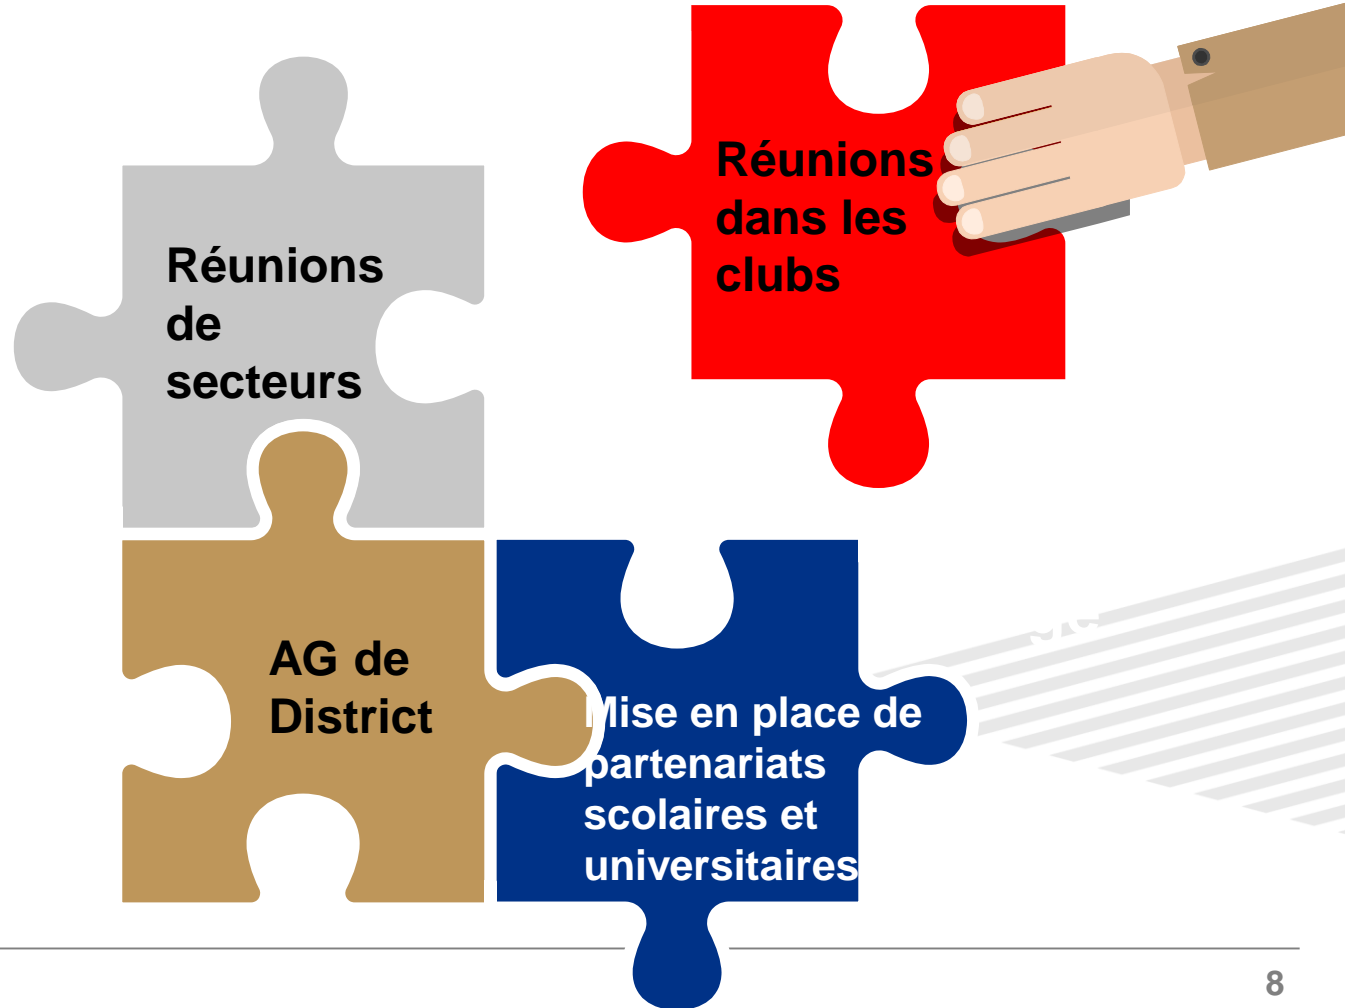 Réunions
dans les
clubs
Réunions
de
secteurs
AG de
District
Mise en place de
partenariats
scolaires et
universitaires
8